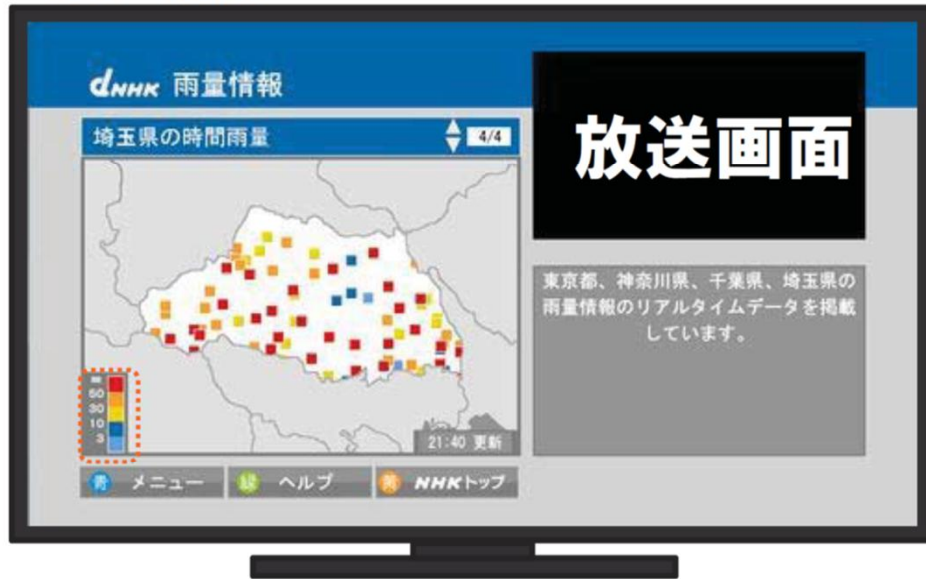 dNHK 雨量情報
埼玉県の時間雨量
4/4
放送画面
東京都、神奈川県、千葉県、埼玉県の
雨量情報のリアルタイムデータを掲載
しています。
50
30
10
3
21:40 更新
青 メニュー
緑 ヘルプ
黄 NHKトップ